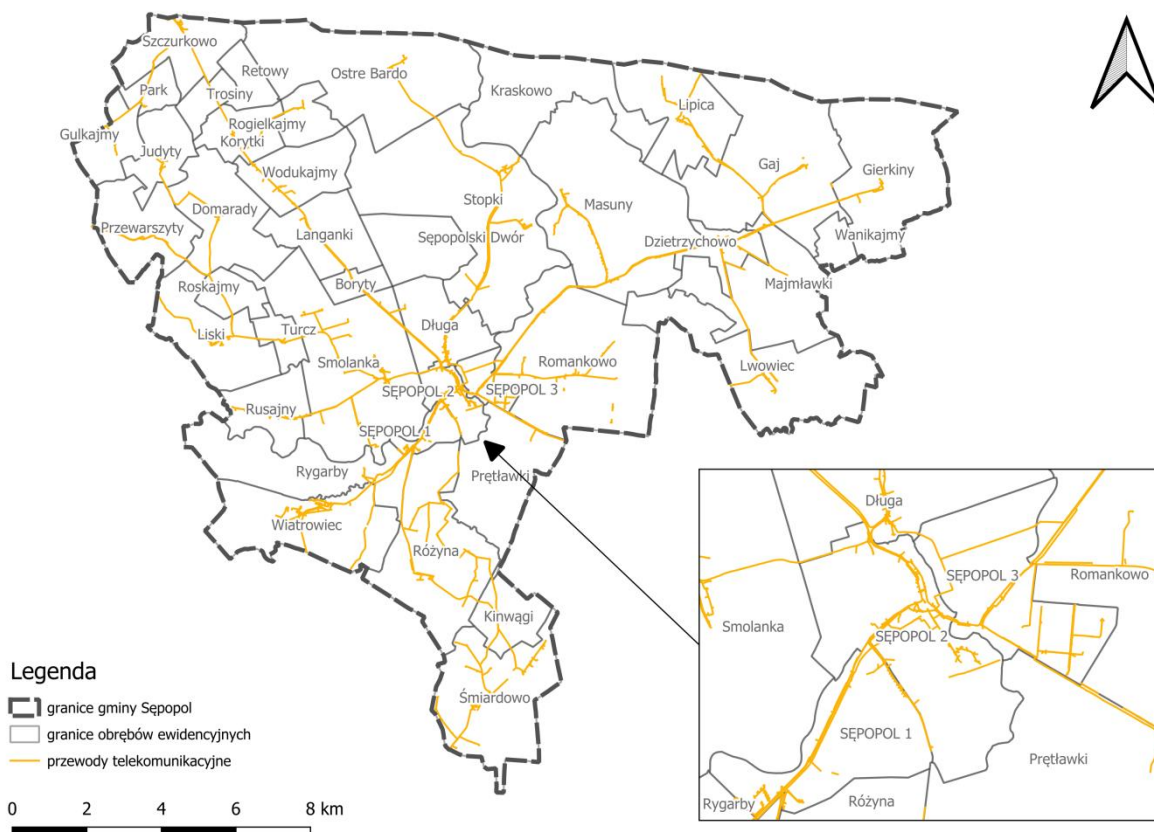 Szczurkowo
Retowy
Ostre Bardo
Kraskowo
Park
Trosiny
Lipica
Rogielkajmy
Gulkajmy
Korytki
Judyty
Wodukajmy
Gaj
Gierkiny
Domarady
Stopki
Masuny
Przewarszyty
Langanki
Sępopolski Dwór
Dzietrzychowo
Wanikajmy
Roskajmy
Boryty
Majmławki
Liski
Turcz
Długa
Smolanka
Romankowo
Lwowiec
SĘPOPOL 2
SĘPOPOL 3
Rusajny
SĘPOPOL 1
Rygarby
Prętławki
Wiatrowiec
Różyna
Kinwągi
Śmiardowo
Długa
SĘPOPOL 3
Romankowo
Smolanka
SĘPOPOL 2
SĘPOPOL 1
Prętławki
Rygarby
Różyna
Legenda
granice gminy Sępopol
granice obrębów ewidencyjnych
przewody telekomunikacyjne
0 2 4 6 8 km